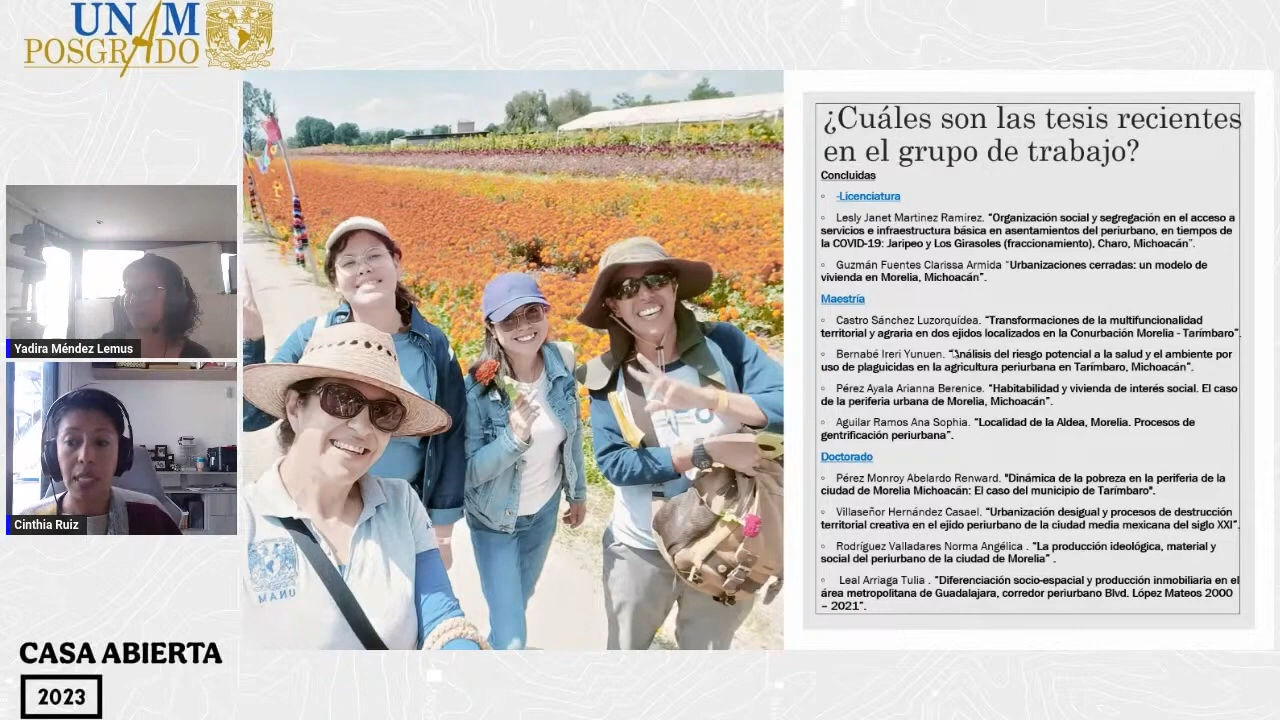 UNAM
POSGRADO
¿Cuáles son las tesis recientes
en el grupo de trabajo?
Concluidas
-Licenciatura
Lesly Janet Martinez Ramirez. “Organización social y segregación en el acceso a
servicios e infraestructura básica en asentamientos del periurbano, en tiempos de
la COVID-19: Jaripeo y Los Girasoles (fraccionamiento), Charo, Michoacán”.
Guzmán Fuentes Clarissa Armida “Urbanizaciones cerradas: un modelo de
vivienda en Morelia, Michoacán”.
Maestría
Castro Sánchez Luzorquídea. “Transformaciones de la multifuncionalidad
territorial y agraria en dos ejidos localizados en la Conurbación Morelia - Tarímbaro”.
Bernabé Ireri Yunuen. “Análisis del riesgo potencial a la salud y el ambiente por
uso de plaguicidas en la agricultura periurbana en Tarímbaro, Michoacán“.
Pérez Ayala Arianna Berenice. “Habitabilidad y vivienda de interés social. El caso
de la periferia urbana de Morelia, Michoacán”.
Aguilar Ramos Ana Sophia. “Localidad de la Aldea, Morelia. Procesos de
gentrificación periurbana”.
Doctorado
Pérez Monroy Abelardo Renward. "Dinámica de la pobreza en la periferia de la
ciudad de Morelia Michoacán: El caso del municipio de Tarímbaro".
Villaseñor Hernández Casael. “Urbanización desigual y procesos de destrucción
territorial creativa en el ejido periurbano de la ciudad media mexicana del siglo XXI”.
Rodríguez Valladares Norma Angélica . “La producción ideológica, material y
social del periurbano de la ciudad de Morelia” .
Leal Arriaga Tulia . “Diferenciación socio-espacial y producción inmobiliaria en el
área metropolitana de Guadalajara, corredor periurbano Blvd. López Mateos 2000
– 2021”.
Yadira Méndez Lemus
Cinthia Ruiz
UNAM
CASA ABIERTA
2023